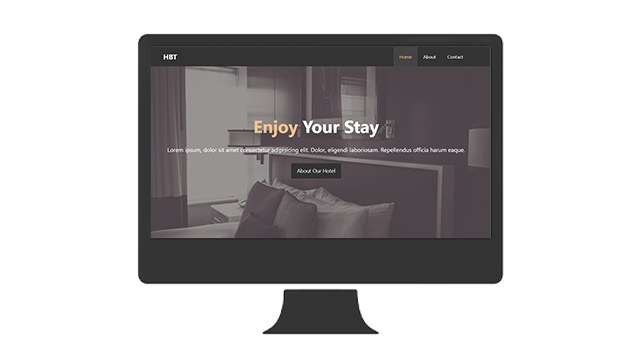 HBT
Home About Contact
Enjoy Your Stay
Lorem ipsum, dolor sit amet consectetur adipisicing elit. Dolor, eligendi laboriosam. Repellendus officia harum eaque.
About Our Hotel